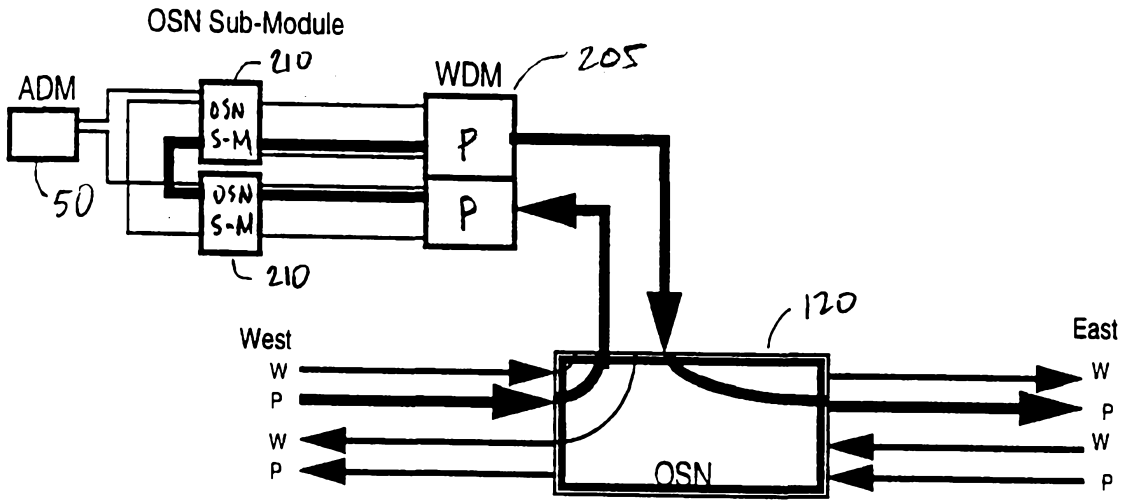 OSN Sub-Module
210
WDM
205
ADM
OSN
S-M
P
50
OSN
S-M
P
210
120
West
East
W
W
P
P
W
W
P
OSN
P